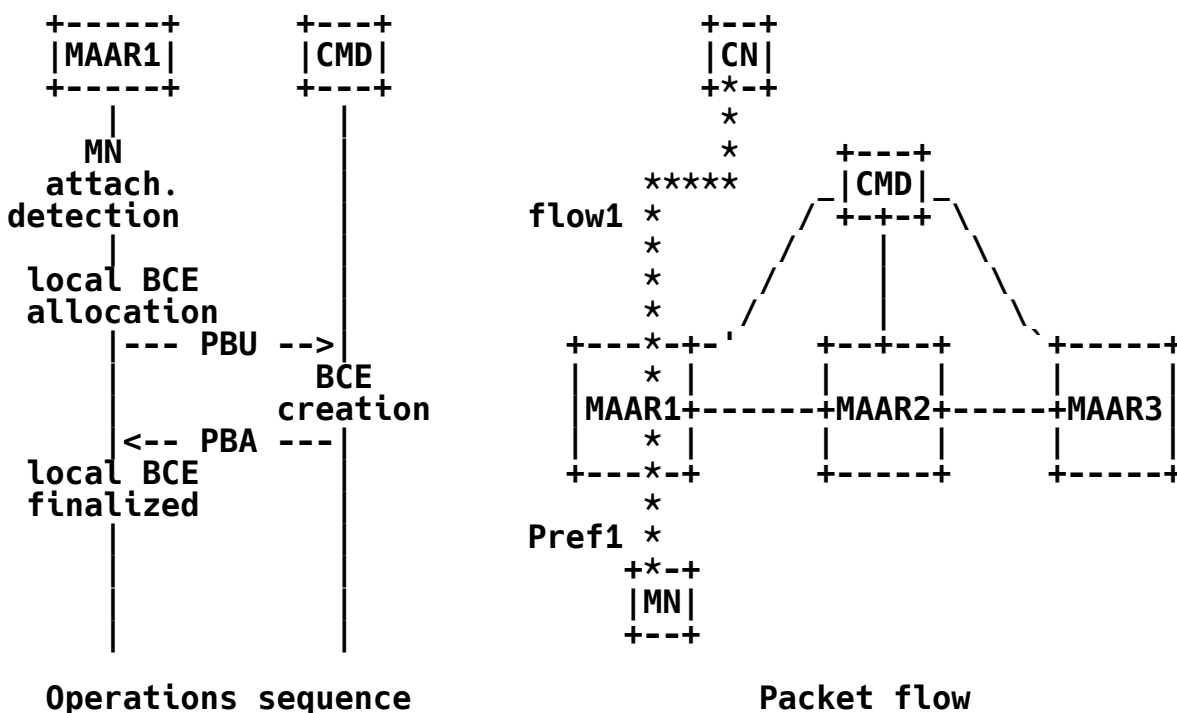 MAAR1 CMD CN
MN
attach. CMD
detection flow1
local BCE
allocation
PBU
BCE
creation MAAR1 MAAR2 MAAR3
PBA
local BCE
finalized
Pref1
MN
Operations sequence Packet flow